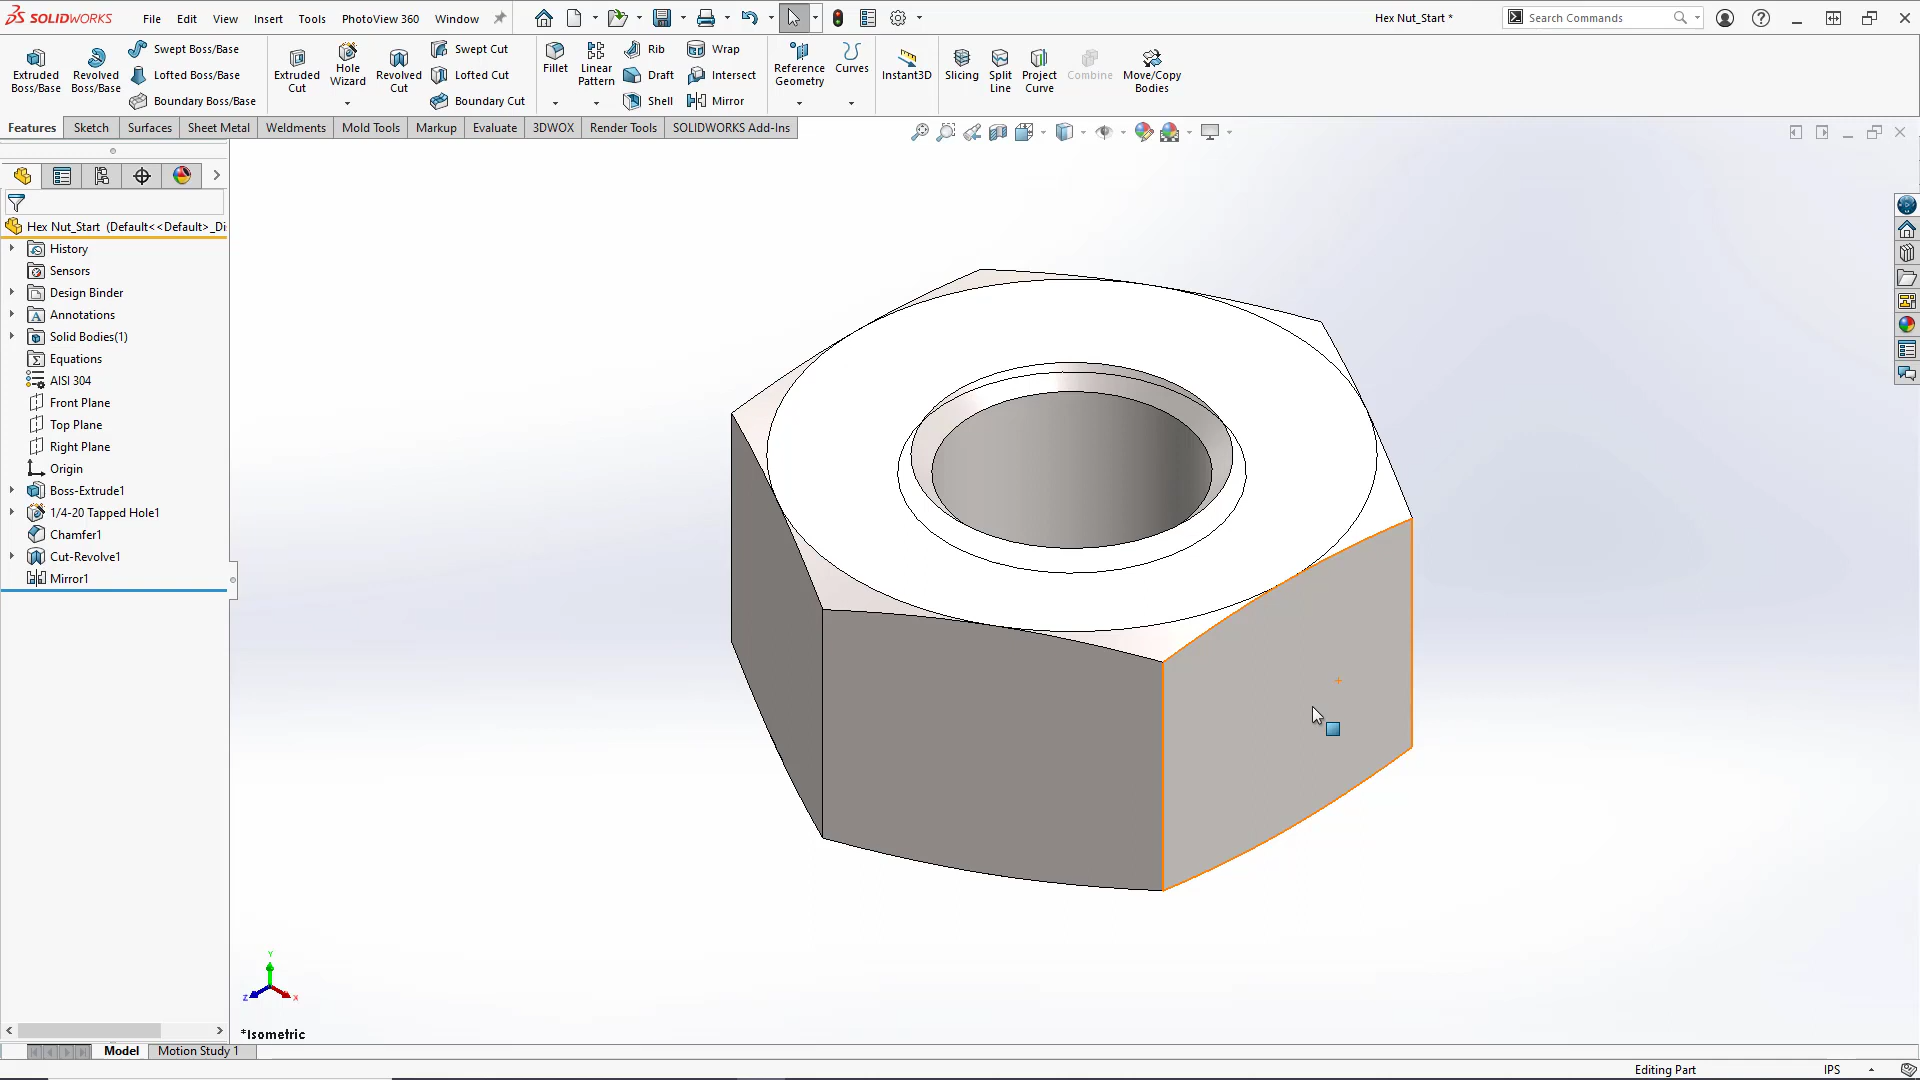 SOLIDWORKS
File
Edit
View
Insert
Tools
PhotoView 360
Window
Hex Nut_Start *
Search Commands
Extruded Boss/Base
Revolved Boss/Base
Swept Boss/Base
Lofted Boss/Base
Boundary Boss/Base
Extruded Cut
Hole Wizard
Revolved Cut
Swept Cut
Lofted Cut
Boundary Cut
Fillet
Linear Pattern
Rib
Draft
Shell
Wrap
Intersect
Mirror
Reference Geometry
Curves
Instant3D
Slicing
Split Line
Project Curve
Combine
Move/Copy Bodies
Features
Sketch
Surfaces
Sheet Metal
Weldments
Mold Tools
Markup
Evaluate
3DWOX
Render Tools
SOLIDWORKS Add-Ins
Hex Nut_Start (Default<<Default>_Di
History
Sensors
Design Binder
Annotations
Solid Bodies(1)
Equations
AISI 304
Front Plane
Top Plane
Right Plane
Origin
Boss-Extrude1
1/4-20 Tapped Hole1
Chamfer1
Cut-Revolve1
Mirror1
Y
Z
X
*Isometric
Model
Motion Study 1
Editing Part
IPS